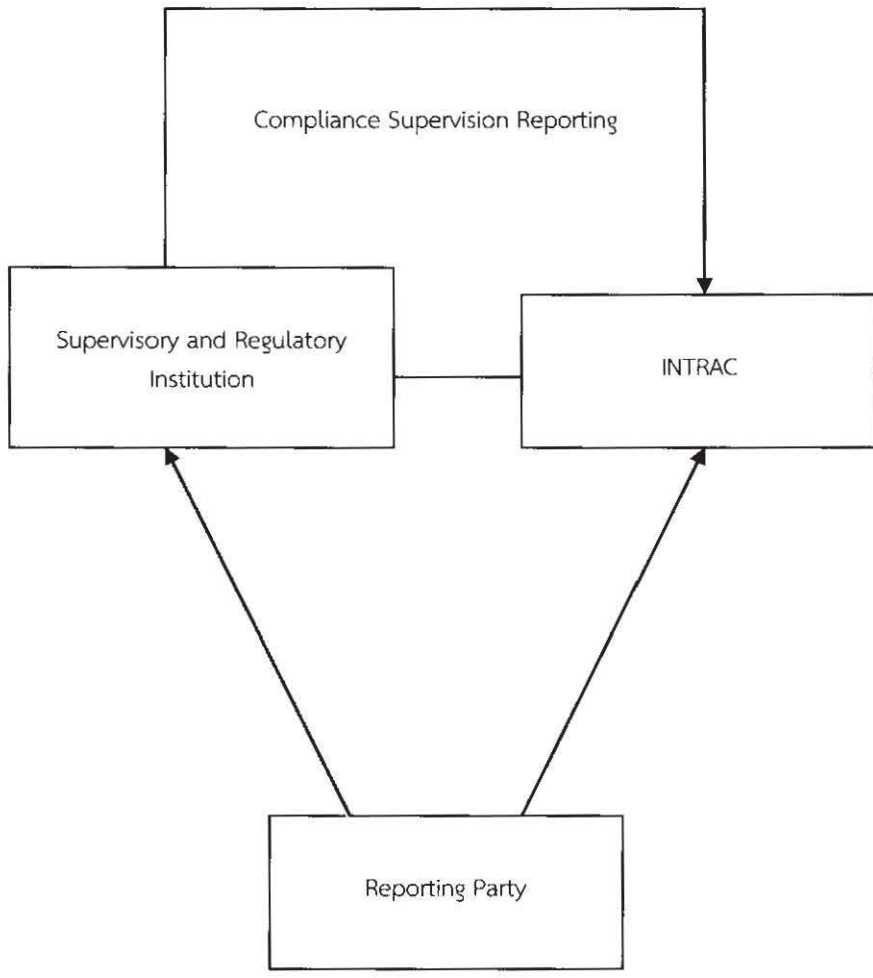 Compliance Supervision Reporting
Supervisory and Regulatory
Institution
INTRAC
Reporting Party